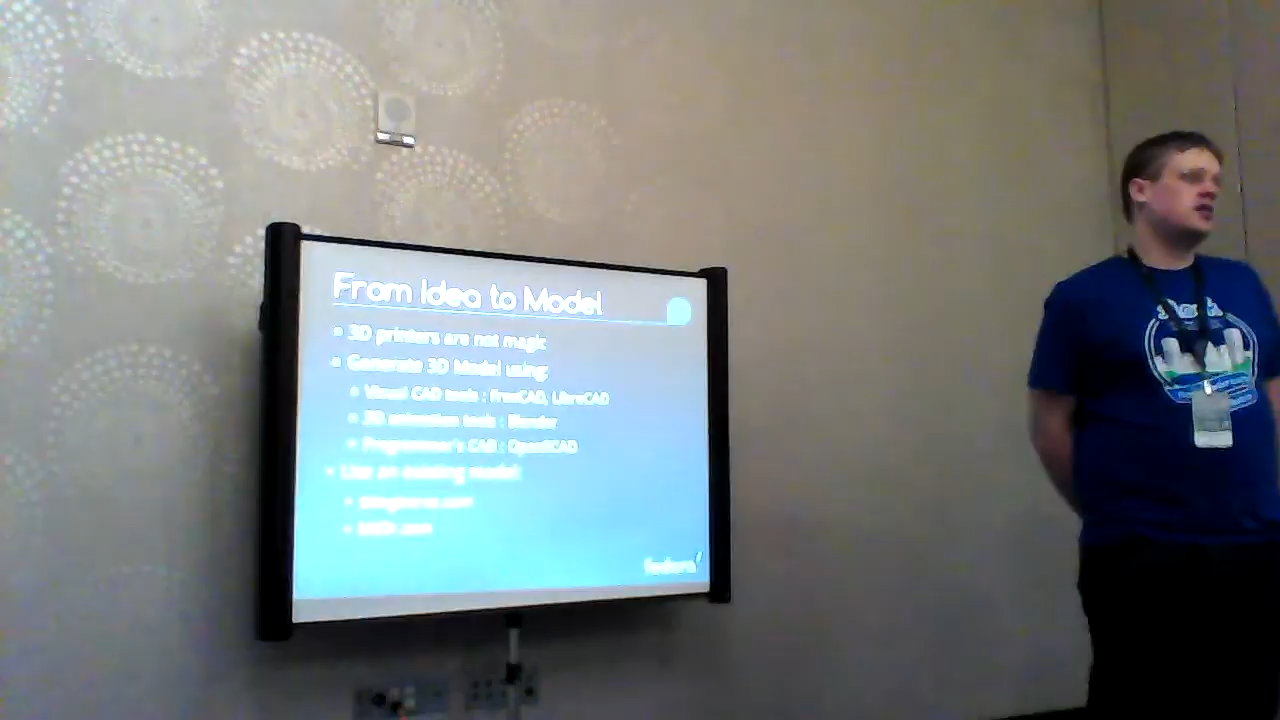 From Idea to Model
3D printers are not magic
Generate 3D Model using:
Visual CAD tools : FreeCAD, LibreCAD
3D animation tools : Blender
Programmer's CAD : OpenSCAD
Use an existing model:
fedora